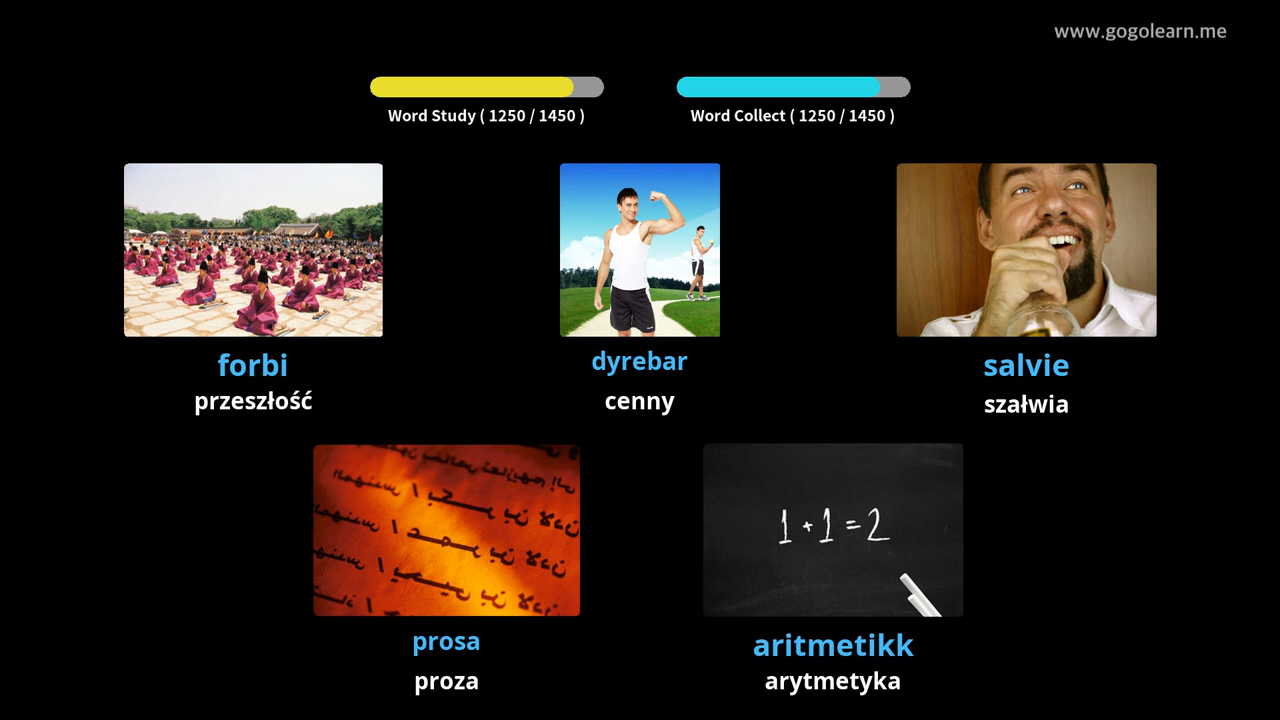 www.gogolearn.me
Word Study ( 1250 / 1450 )
Word Collect ( 1250 / 1450 )
forbi
przeszłość
dyrebar
cenny
salvie
szałwia
1 + 1 = 2
prosa
proza
aritmetikk
arytmetyka